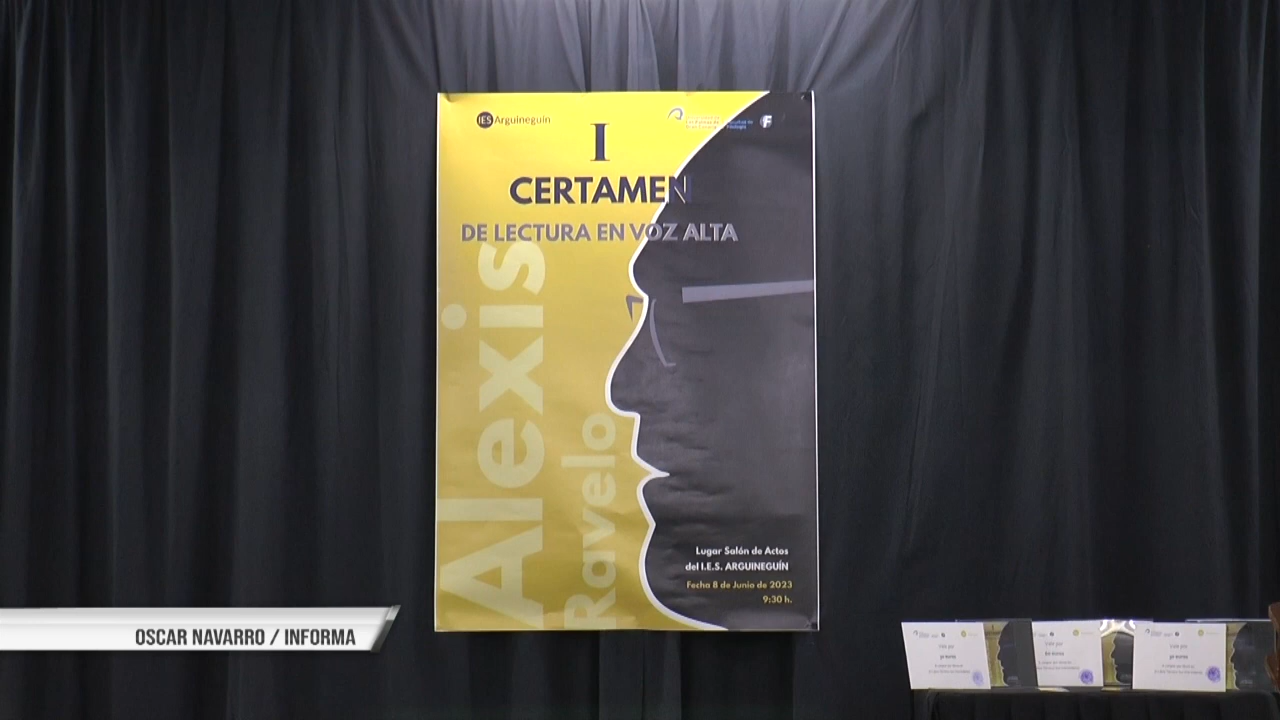 IES Arguineguín
I
CERTAMEN
DE LECTURA EN VOZ ALTA
Alexis
Ravelo
Lugar Salón de Actos
del I.E.S. ARGUINEGUÍN
Fecha 8 de Junio de 2023
9:30 h.
OSCAR NAVARRO / INFORMA